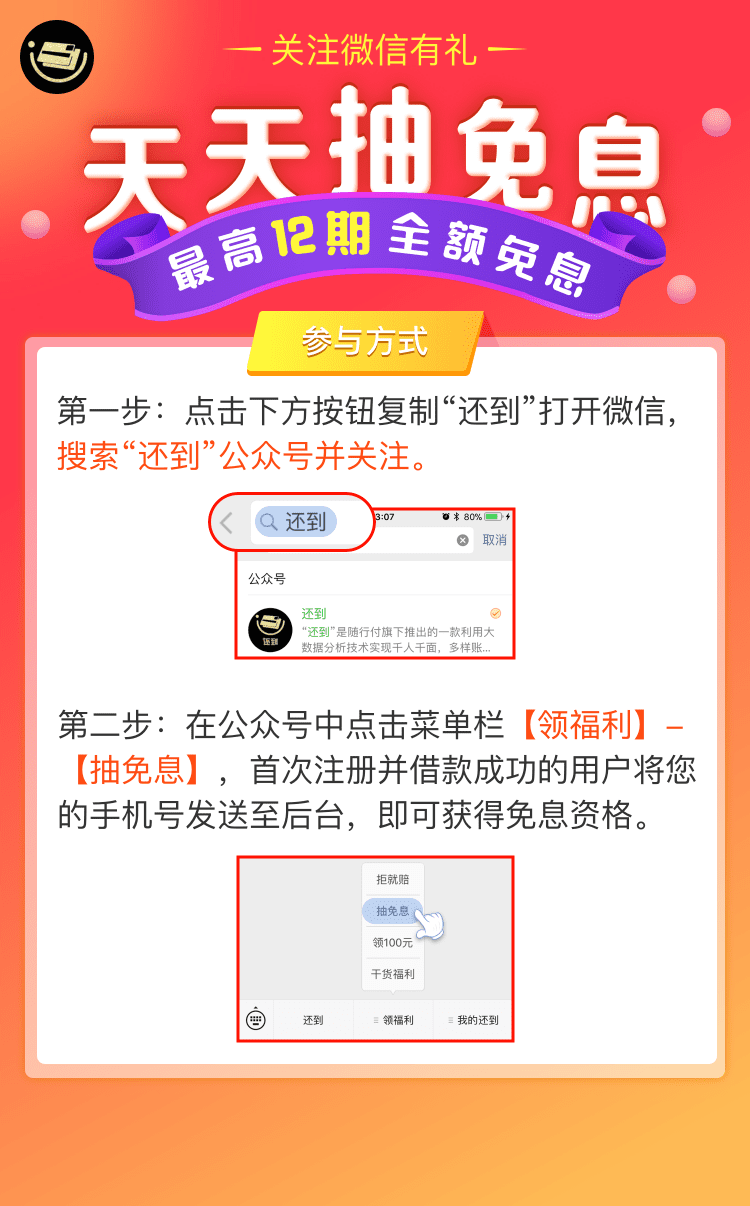 关注微信有礼
天天抽免息
最高12期全额免息
参与方式
第一步：点击下方按钮复制“还到”打开微信，
搜索“还到”公众号并关注。
还到
3:07
80%
取消
公众号
还到
还到
“还到”是随行付旗下推出的一款利用大
数据分析技术实现千人千面，多样账...
第二步：在公众号中点击菜单栏【领福利】–
【抽免息】，首次注册并借款成功的用户将您
的手机号发送至后台，即可获得免息资格。
拒就赔
抽免息
领100元
干货福利
还到
领福利
我的还到